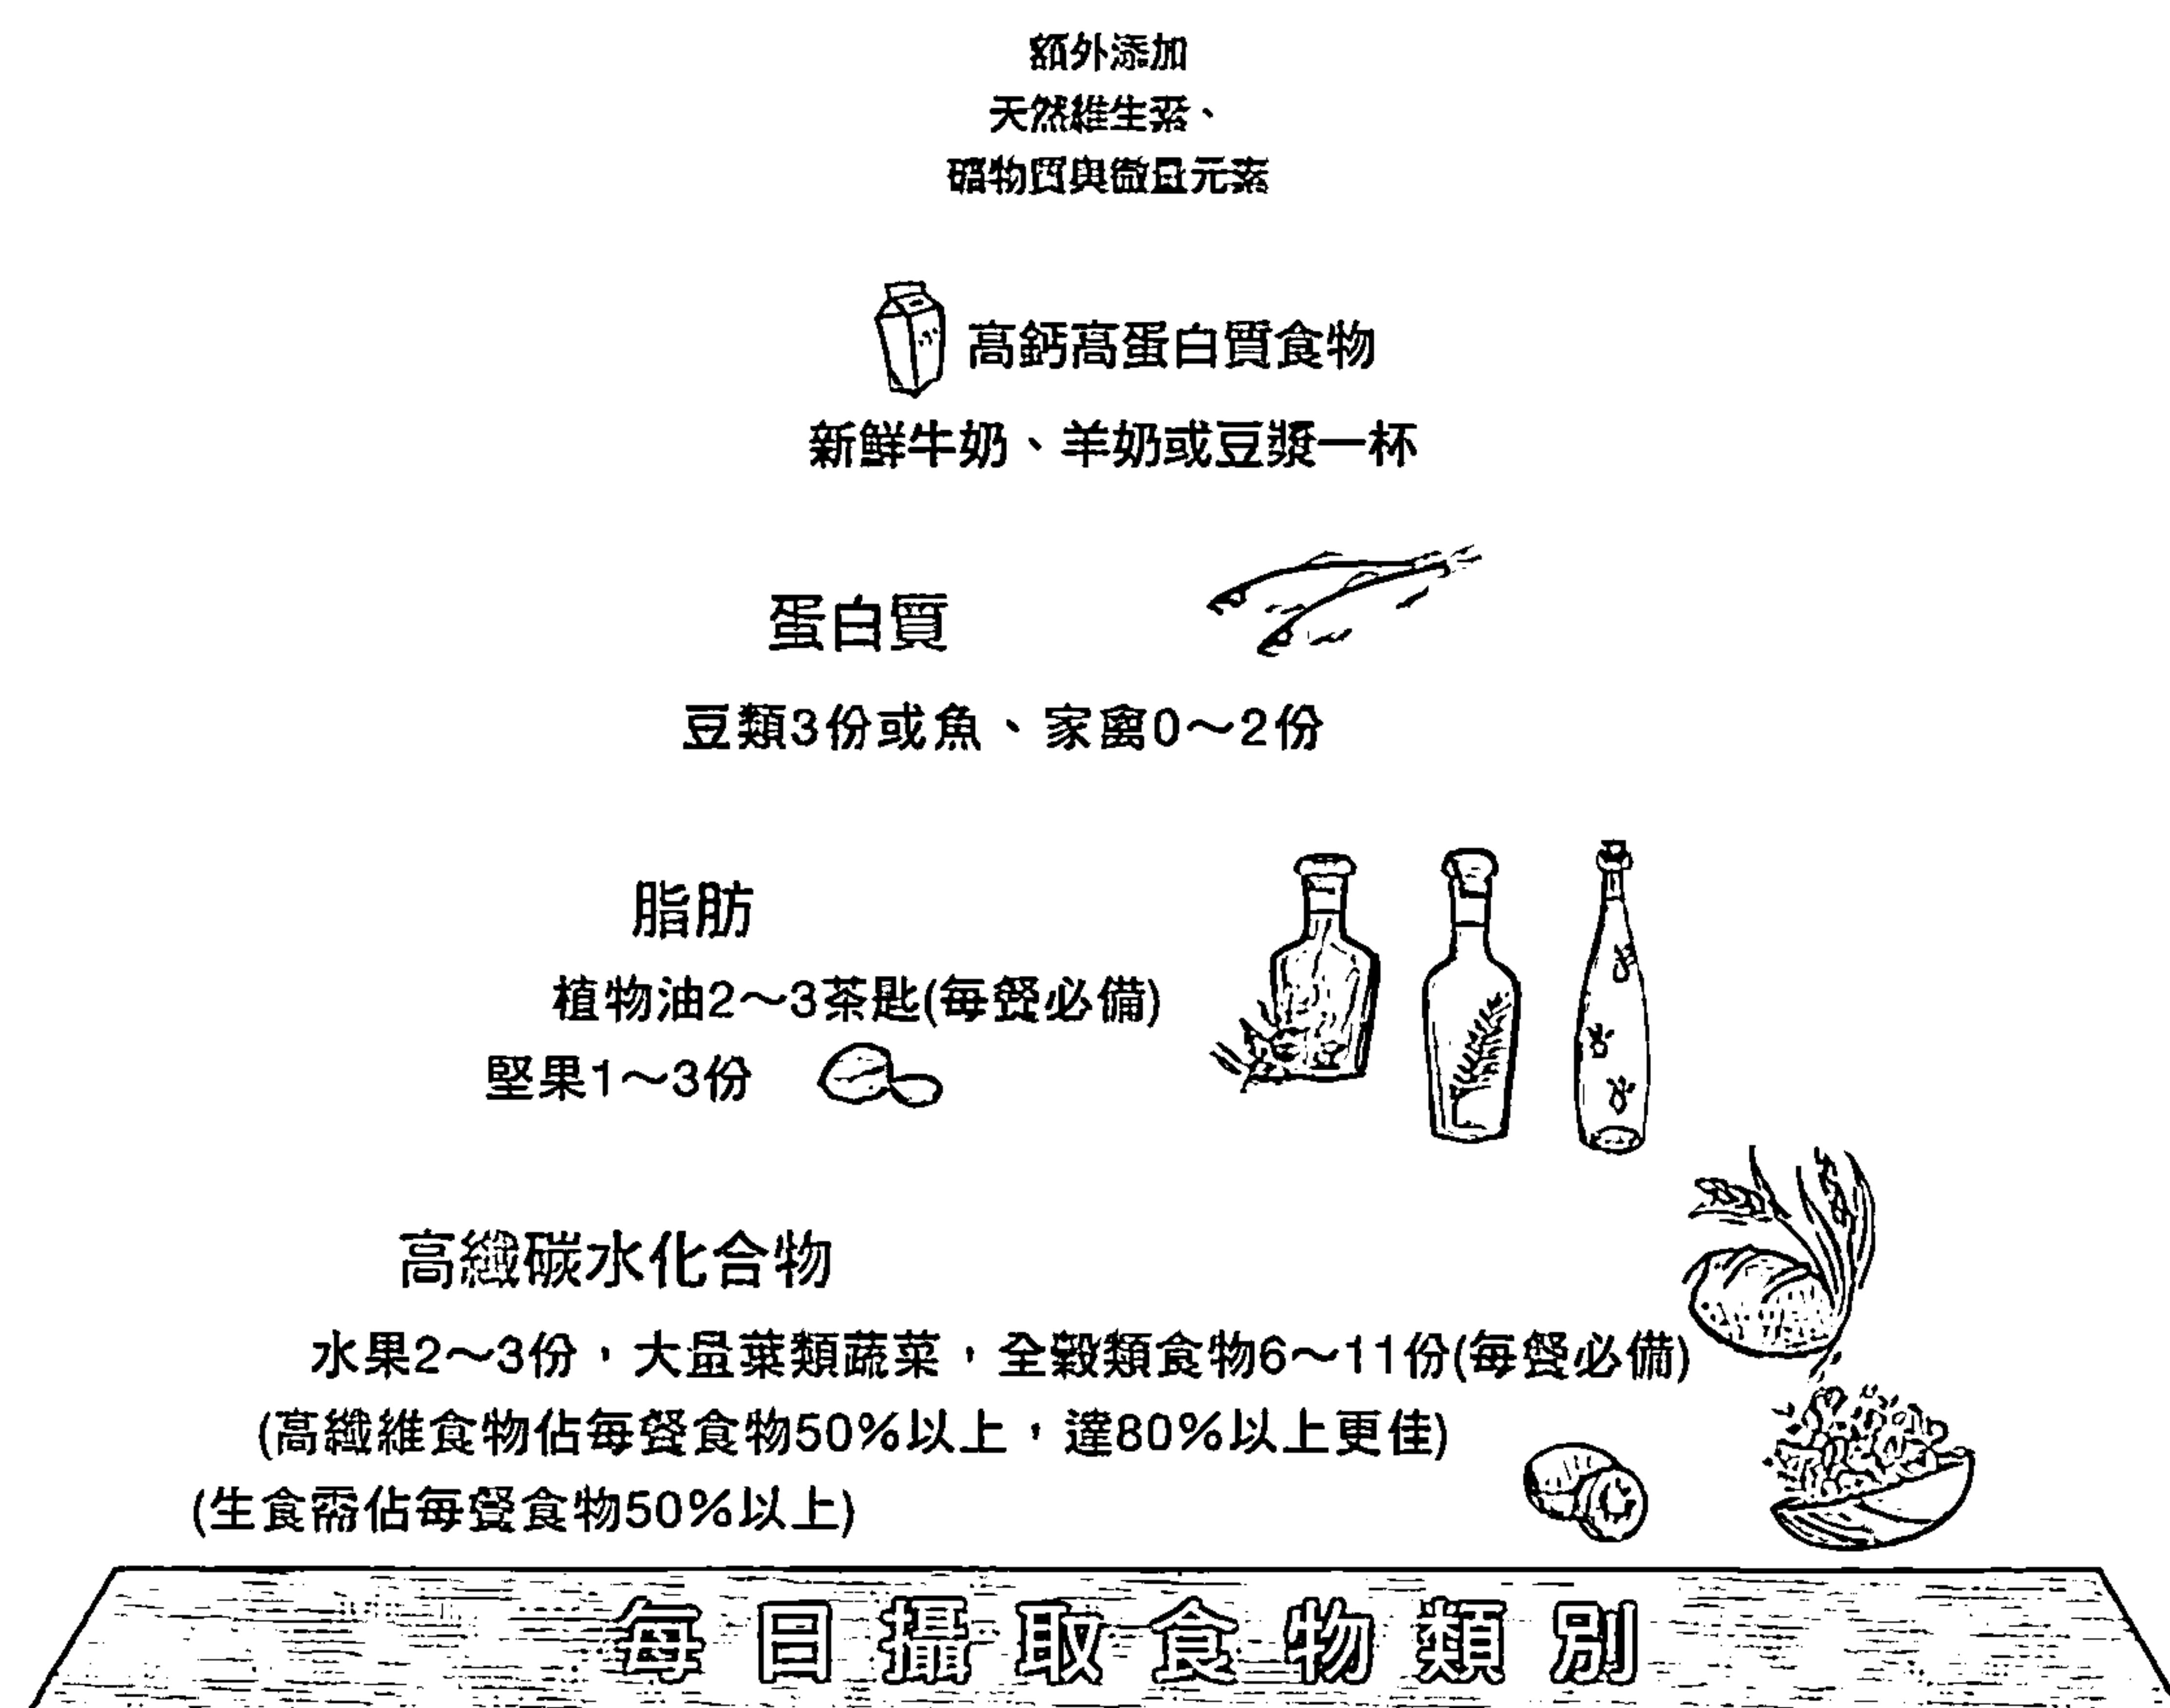 額外添加
天然維生素、
礦物質與微量元素
高鈣高蛋白質食物
新鮮牛奶、羊奶或豆漿一杯
蛋白質
豆類3份或魚、家禽0～2份
脂肪
植物油2～3茶匙(每餐必備)
堅果1～3份
高纖碳水化合物
水果2～3份，大量葉類蔬菜，全穀類食物6～11份(每餐必備)
(高纖維食物佔每餐食物50%以上，達80%以上更佳)
(生食需佔每餐食物50%以上)
每日攝取食物類別